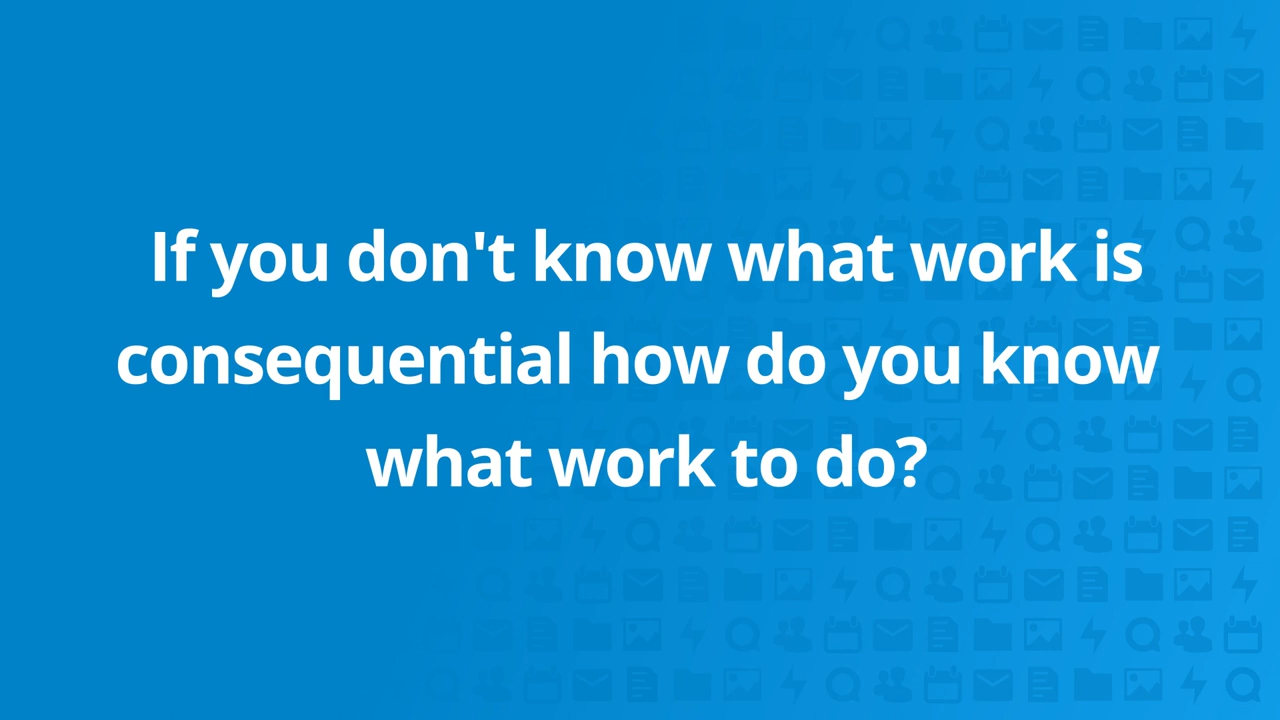 If you don't know what work is
consequential how do you know
what work to do?